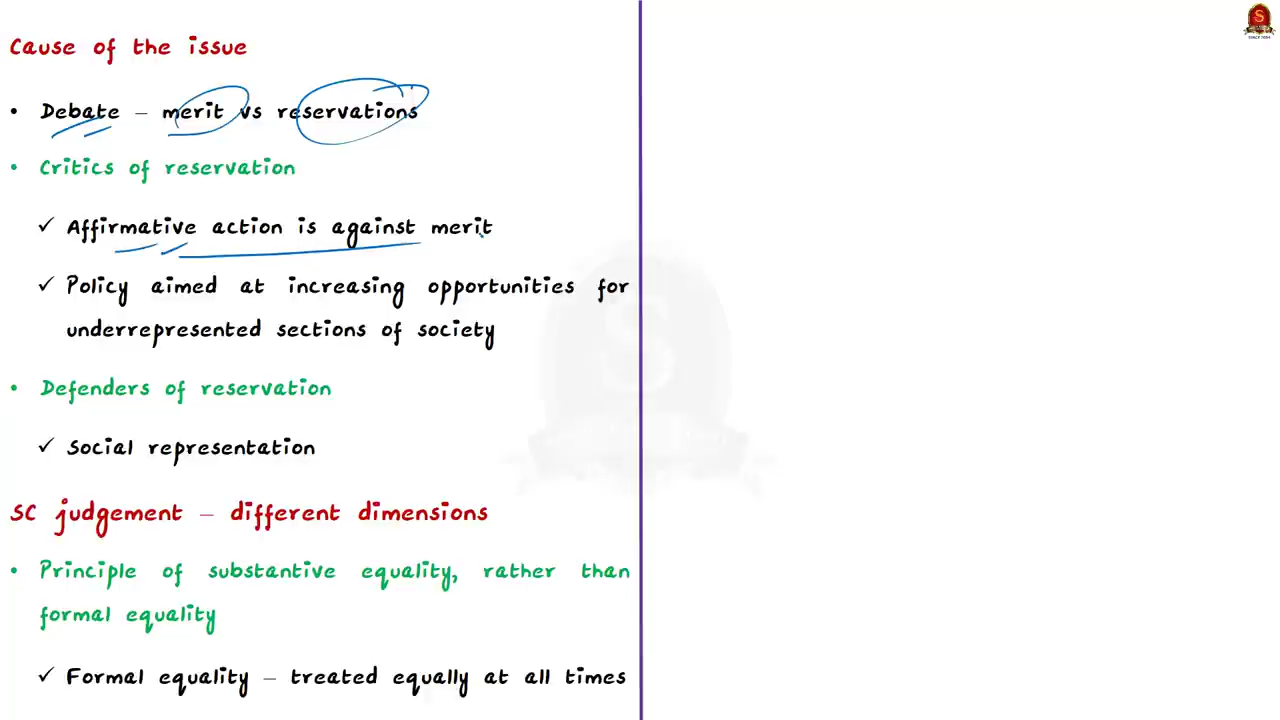 Cause of the issue
• Debate – merit vs reservations
• Critics of reservation
✓ Affirmative action is against merit
✓ Policy aimed at increasing opportunities for
underrepresented sections of society
• Defenders of reservation
✓ Social representation
SC judgement – different dimensions
• Principle of substantive equality, rather than
formal equality
✓ Formal equality – treated equally at all times